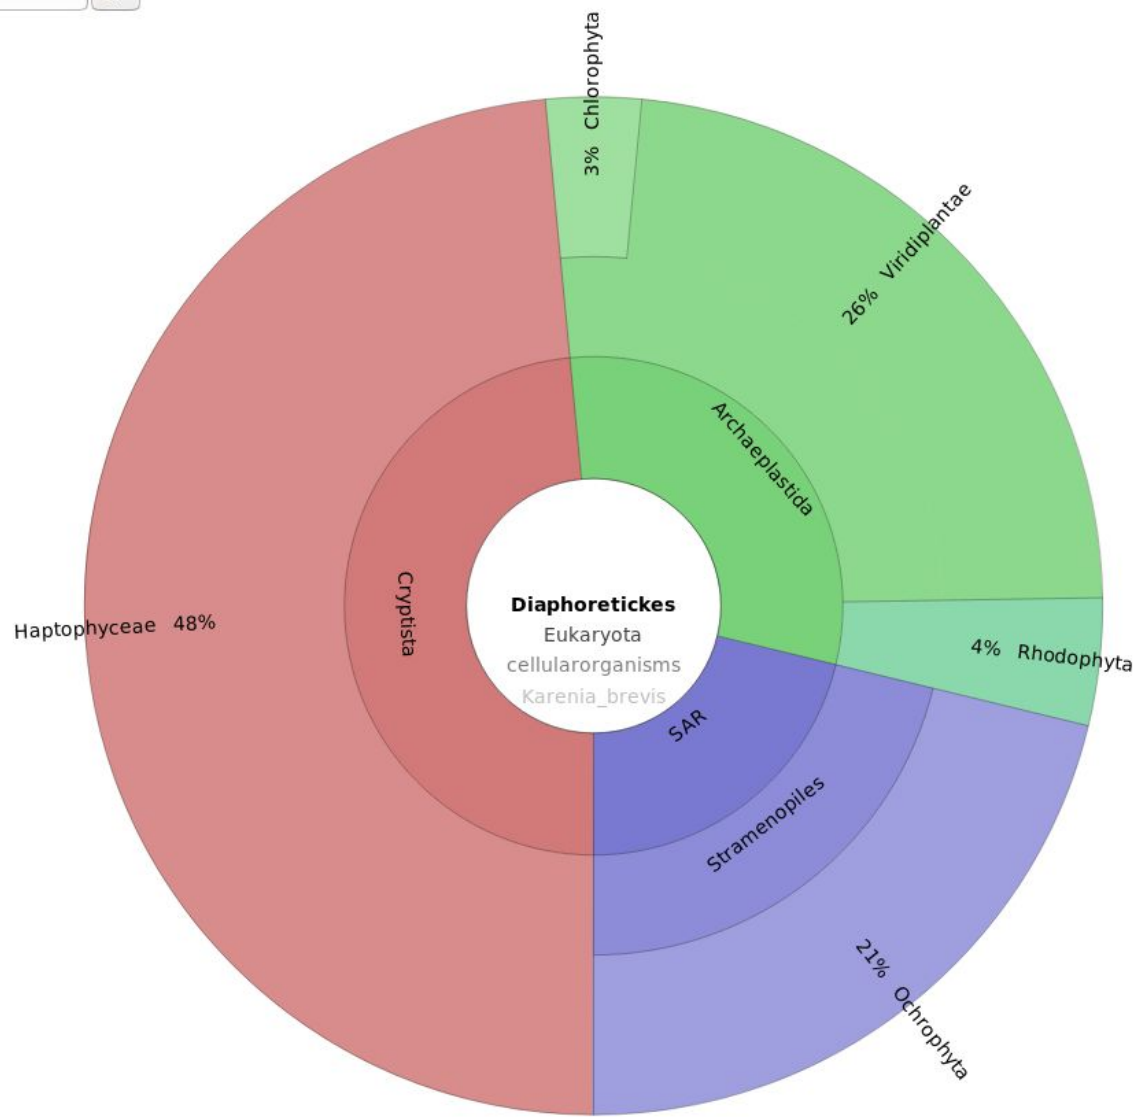 3% Chlorophyta
26% Viridiplantae
Archaeplastida
Cryptista
Haptophyceae 48%
Diaphoretickes
Eukaryota
cellularorganisms
Karenia_brevis
4% Rhodophyta
SAR
Stramenopiles
21% Ochrophyta